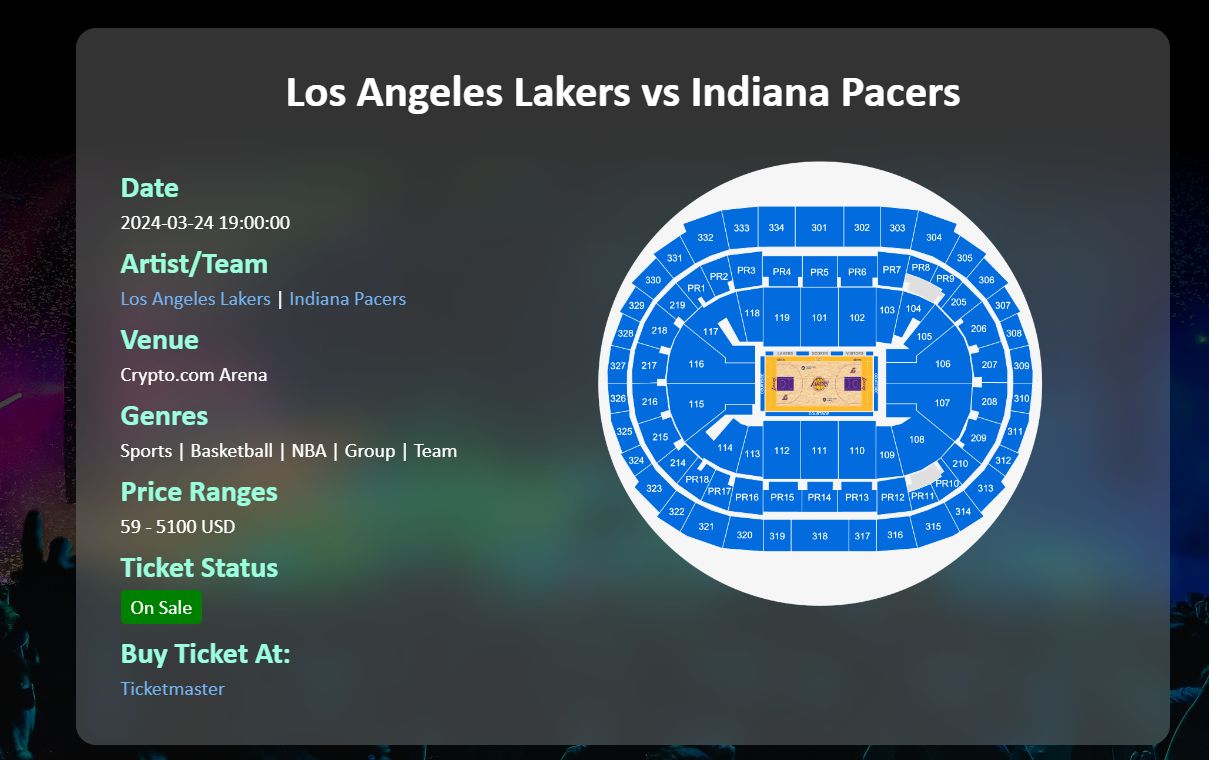 Los Angeles Lakers vs Indiana Pacers
Date
2024-03-24 19:00:00
Artist/Team
Los Angeles Lakers | Indiana Pacers
Venue
Crypto.com Arena
Genres
Sports | Basketball | NBA | Group | Team
Price Ranges
59 - 5100 USD
Ticket Status
On Sale
Buy Ticket At:
Ticketmaster
333 334 301 302 303
332 304
331 305
330 306
329 307
328 308
327 309
326 310
325 311
324 312
323 313
322 314
321 315
320 319 318 317 316
PR1 PR2 PR3 PR4 PR5 PR6 PR7 PR8 PR9
219 205
218 206
217 207
216 208
215 209
214 210
118 119 101 102 103 104
117 105
116 106
115 107
114 108
113 112 111 110 109
LAKERS SCORER VISITORS
LAKERS
COURTSIDE
PR18 PR17 PR16 PR15 PR14 PR13 PR12 PR11 PR10